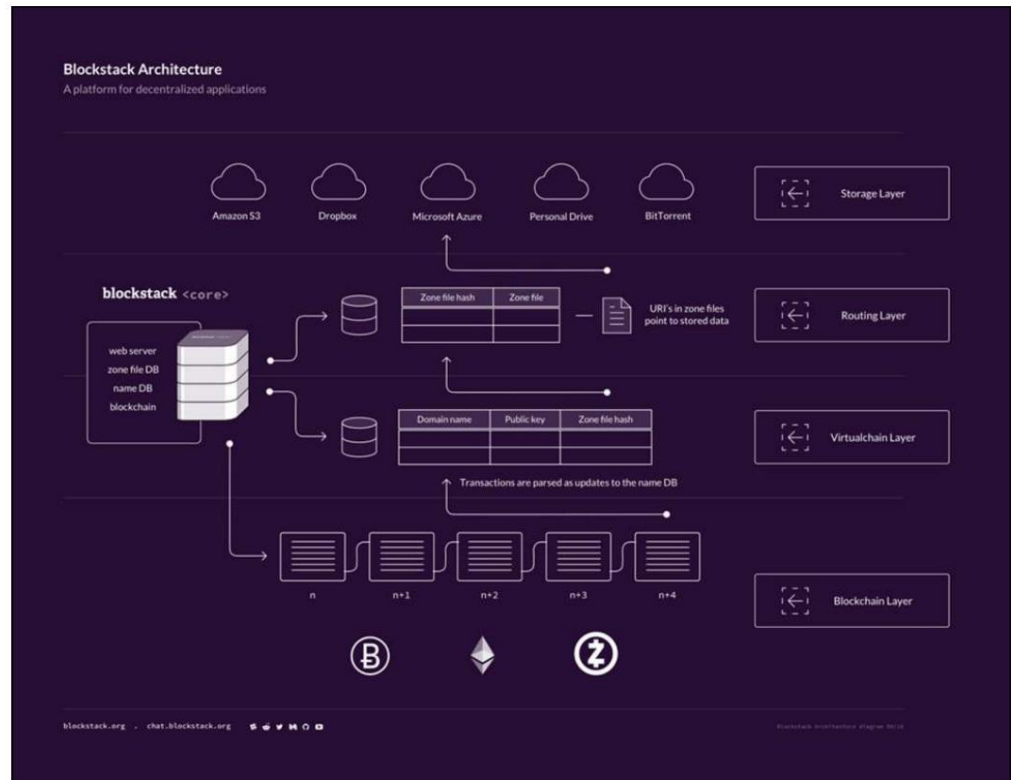 Blockstack Architecture
A platform for decentralized applications
Amazon S3
Dropbox
Microsoft Azure
Personal Drive
BitTorrent
Storage Layer
blockstack <core>
web server
zone file DB
name DB
blockchain
Zone file hash
Zone file
URI's in zone files
point to stored data
Routing Layer
Domain name
Public key
Zone file hash
Virtualchain Layer
Transactions are parsed as updates to the name DB
n
n+1
n+2
n+3
n+4
Blockchain Layer
blockstack.org . chat.blockstack.org
Blockstack Architecture diagram